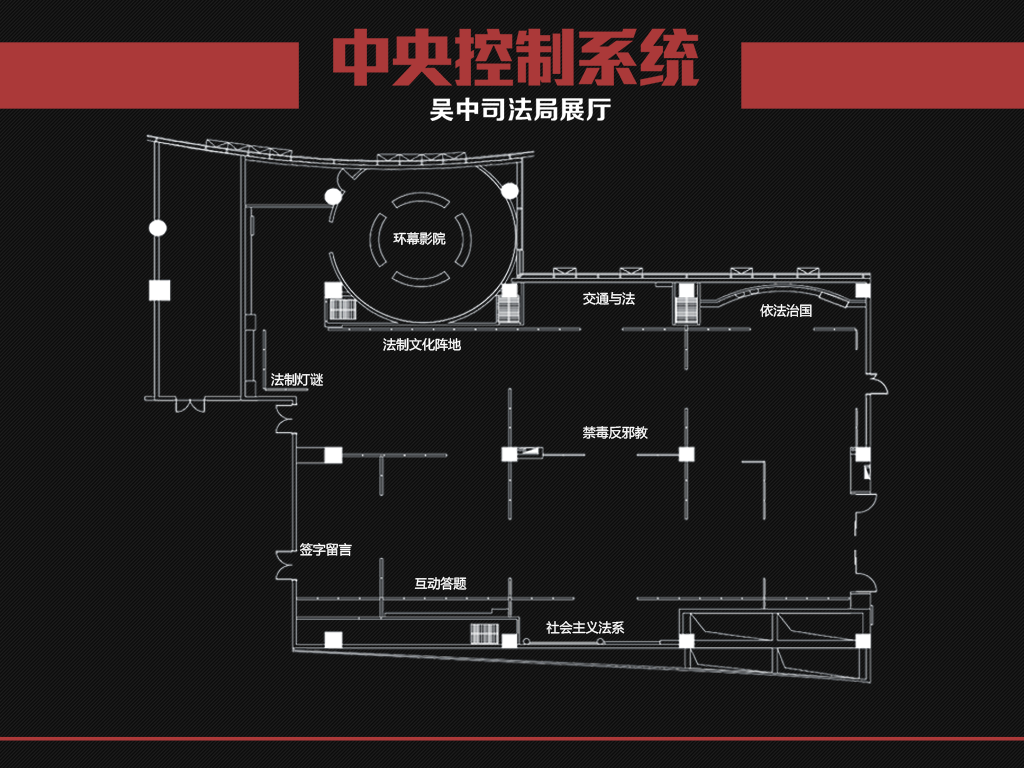 中央控制系统
吴中司法局展厅
环幕影院
交通与法
依法治国
法制文化阵地
法制灯谜
禁毒反邪教
签字留言
互动答题
社会主义法系